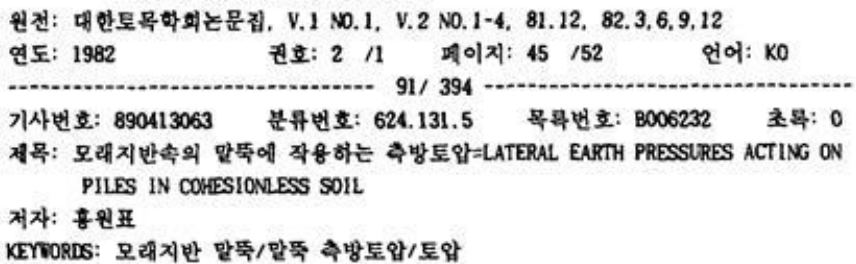 원전: 대한토목학회논문집, V.1 NO.1, V.2 NO.1-4, 81.12, 82.3,6,9,12
연도: 1982 권호: 2 /1 페이지: 45 /52 언어: KO
-------------------------------- 91/ 394 --------------------------------
기사번호: 890413063 분류번호: 624.131.5 목록번호: B006232 초록: 0
제목: 모래지반속의 말뚝에 작용하는 측방토압=LATERAL EARTH PRESSURES ACTING ON
PILES IN COHESIONLESS SOIL
저자: 홍원표
KEYWORDS: 모래지반 말뚝/말뚝 측방토압/토압